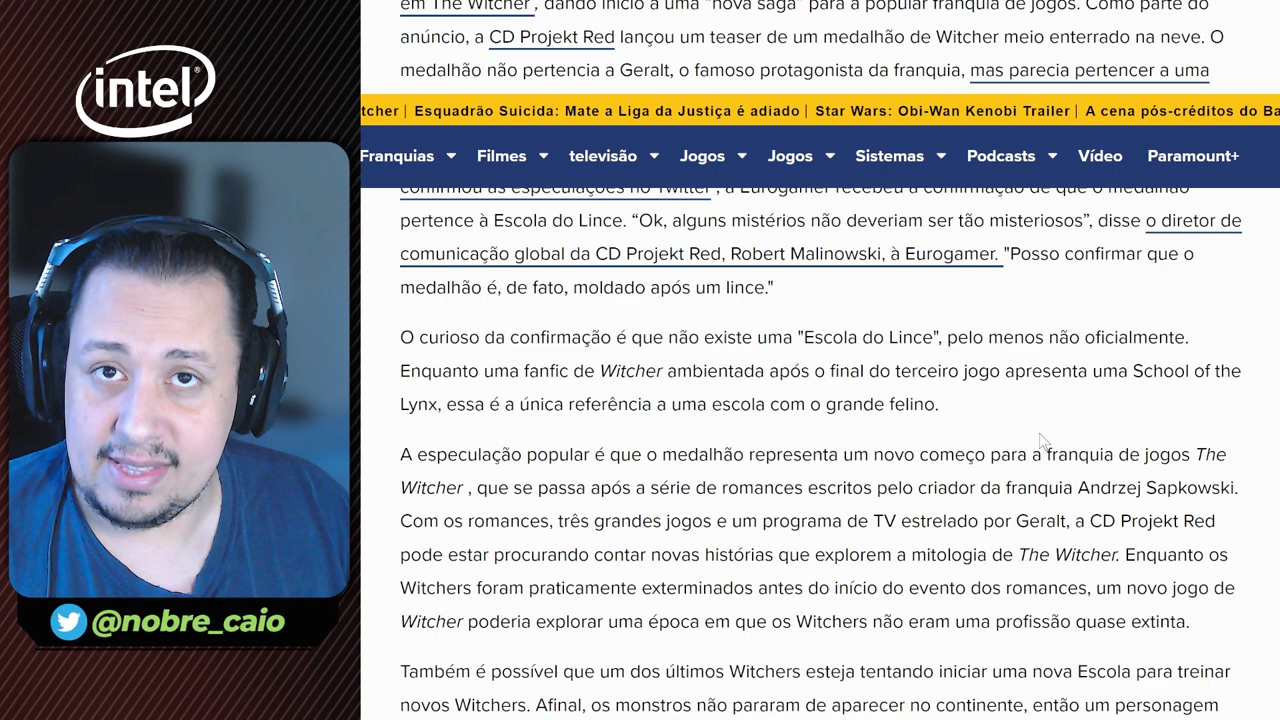 intel®
@nobre_caio
em The Witcher , dando início a uma "nova saga" para a popular franquia de jogos. Como parte do
anúncio, a CD Projekt Red lançou um teaser de um medalhão de Witcher meio enterrado na neve. O
medalhão não pertencia a Geralt, o famoso protagonista da franquia, mas parecia pertencer a uma
tcher | Esquadrão Suicida: Mate a Liga da Justiça é adiado | Star Wars: Obi-Wan Kenobi Trailer | A cena pós-créditos do Ba
Franquias Filmes televisão Jogos Jogos Sistemas Podcasts Vídeo Paramount+
confirmou as especulações no Twitter , a Eurogamer recebeu a confirmação de que o medalhão
pertence à Escola do Lince. “Ok, alguns mistérios não deveriam ser tão misteriosos”, disse o diretor de
comunicação global da CD Projekt Red, Robert Malinowski, à Eurogamer. "Posso confirmar que o
medalhão é, de fato, moldado após um lince."
O curioso da confirmação é que não existe uma "Escola do Lince", pelo menos não oficialmente.
Enquanto uma fanfic de Witcher ambientada após o final do terceiro jogo apresenta uma School of the
Lynx, essa é a única referência a uma escola com o grande felino.
A especulação popular é que o medalhão representa um novo começo para a franquia de jogos The
Witcher , que se passa após a série de romances escritos pelo criador da franquia Andrzej Sapkowski.
Com os romances, três grandes jogos e um programa de TV estrelado por Geralt, a CD Projekt Red
pode estar procurando contar novas histórias que explorem a mitologia de The Witcher. Enquanto os
Witchers foram praticamente exterminados antes do início do evento dos romances, um novo jogo de
Witcher poderia explorar uma época em que os Witchers não eram uma profissão quase extinta.
Também é possível que um dos últimos Witchers esteja tentando iniciar uma nova Escola para treinar
novos Witchers. Afinal, os monstros não pararam de aparecer no continente, então um personagem